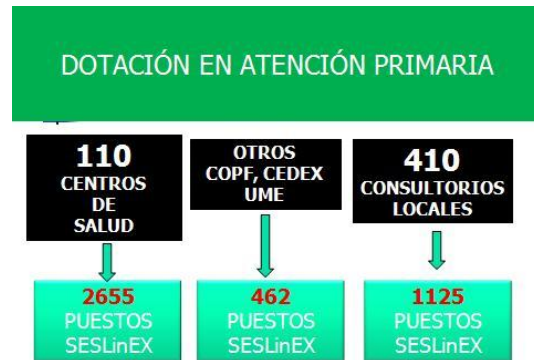 DOTACIÓN EN ATENCIÓN PRIMARIA
110
CENTROS
DE
SALUD
OTROS
COPF, CEDEX
UME
410
CONSULTORIOS
LOCALES
2655
PUESTOS
SESLinEX
462
PUESTOS
SESLinEX
1125
PUESTOS
SESLinEX